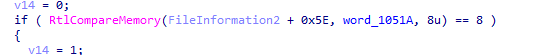 v14 = 0;
if ( RtlCompareMemory(FileInformation2 + 0x5E, word_1051A, 8u) == 8 )
{
v14 = 1;